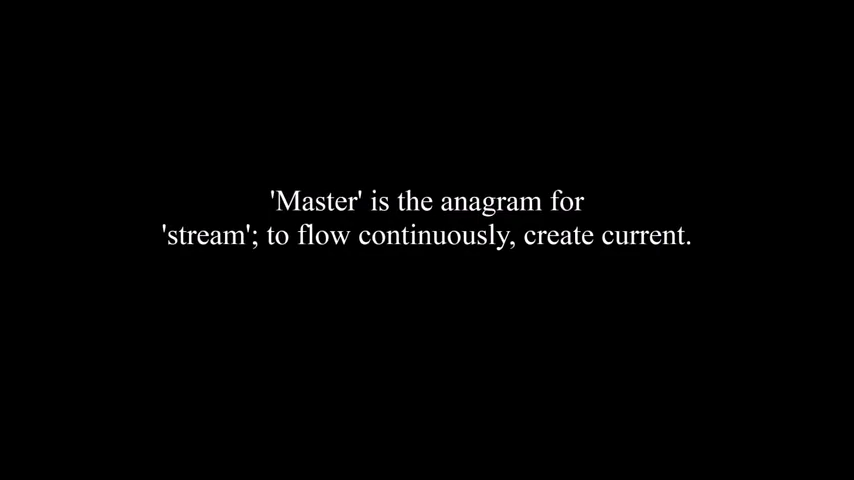 'Master' is the anagram for
'stream'; to flow continuously, create current.